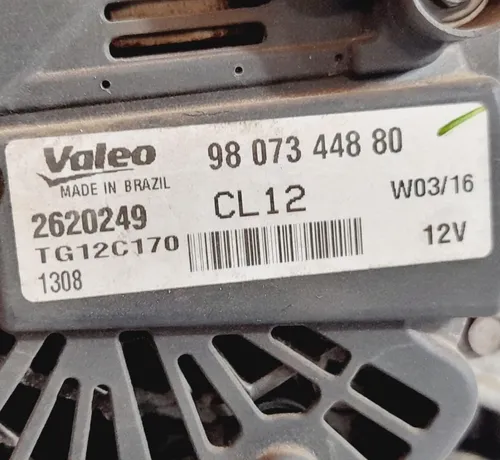 Valeo 98 073 448 80
MADE IN BRAZIL CL12 W03/16
2620249
TG12C170 12V
1308